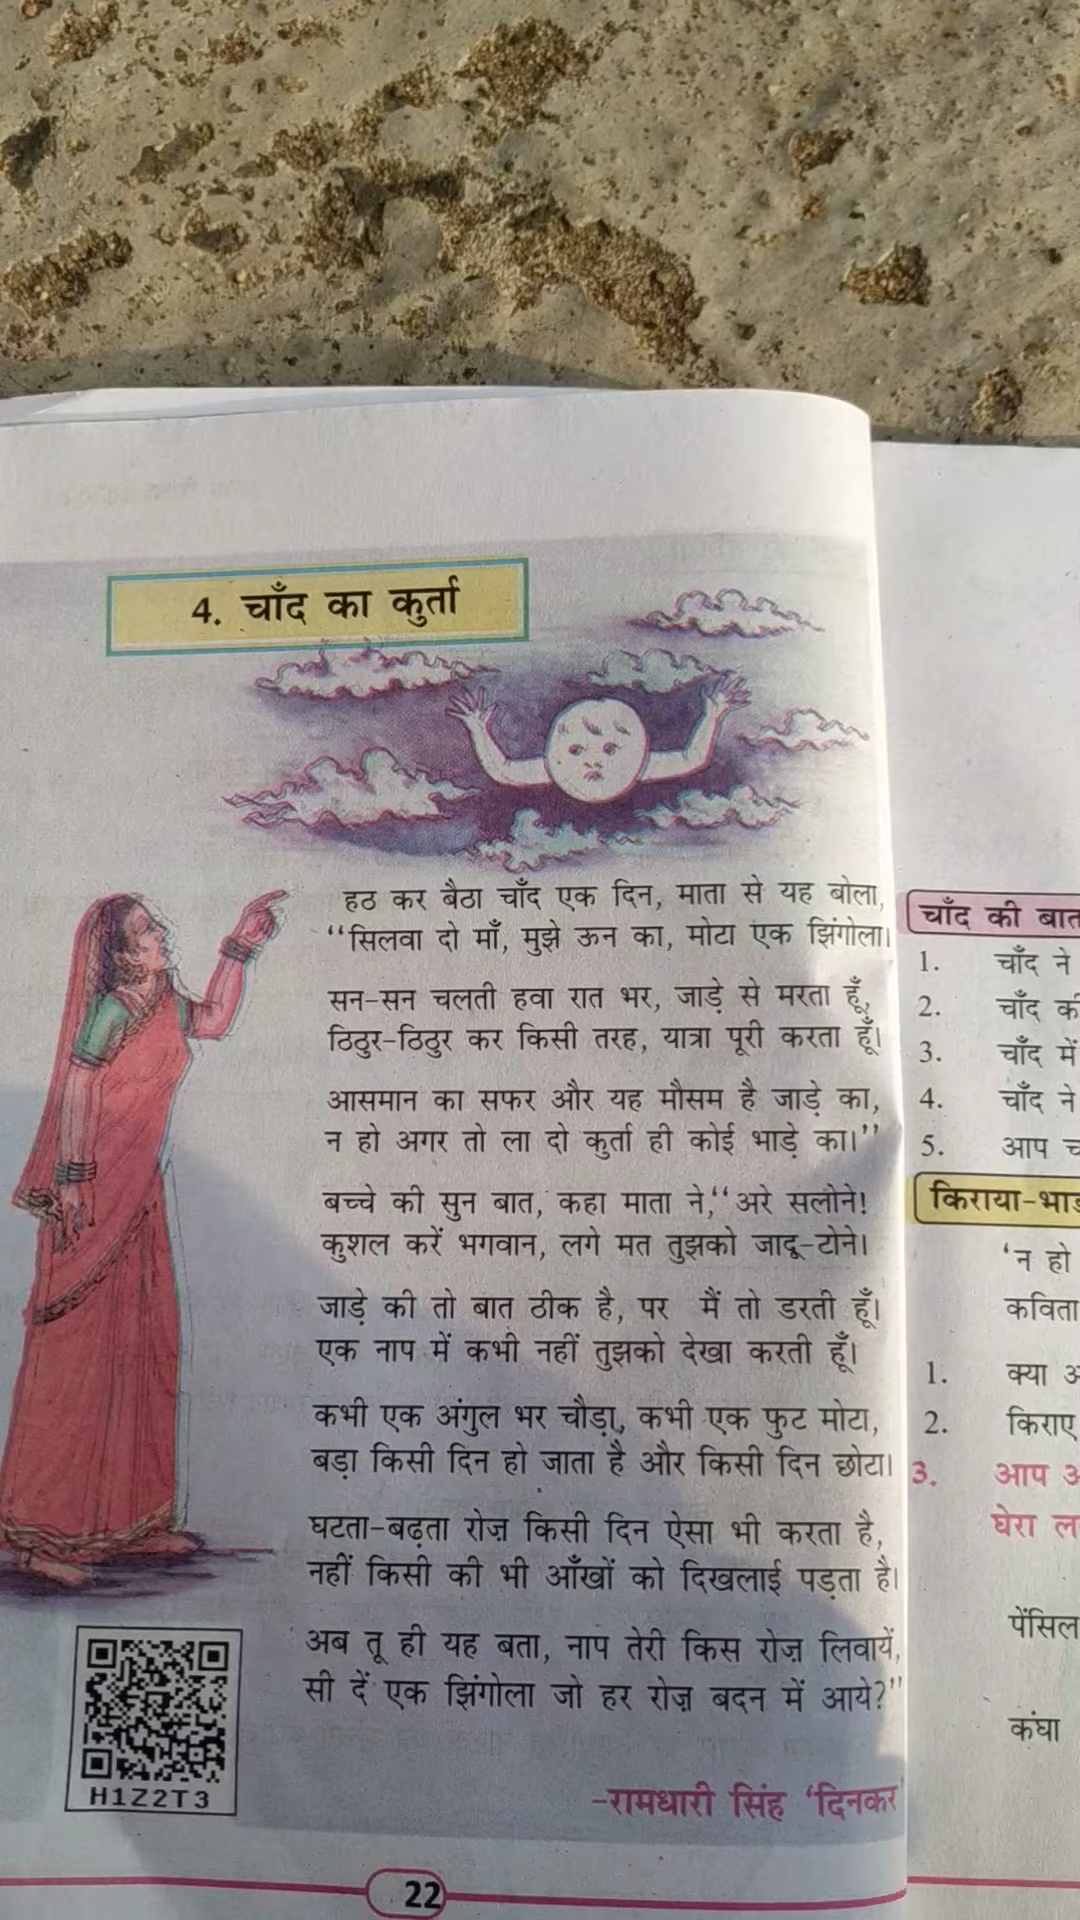 4. चाँद का कुर्ता
हठ कर बैठा चाँद एक दिन, माता से यह बोला,
“सिलवा दो माँ, मुझे ऊन का, मोटा एक झिंगोला।
सन-सन चलती हवा रात भर, जाड़े से मरता हूँ,
ठिठुर-ठिठुर कर किसी तरह, यात्रा पूरी करता हूँ।
आसमान का सफर और यह मौसम है जाड़े का,
न हो अगर तो ला दो कुर्ता ही कोई भाड़े का।”
बच्चे की सुन बात, कहा माता ने,“अरे सलोने!
कुशल करें भगवान, लगे मत तुझको जादू-टोने।
जाड़े की तो बात ठीक है, पर मैं तो डरती हूँ।
एक नाप में कभी नहीं तुझको देखा करती हूँ।
कभी एक अंगुल भर चौड़ा, कभी एक फुट मोटा,
बड़ा किसी दिन हो जाता है और किसी दिन छोटा।
घटता-बढ़ता रोज़ किसी दिन ऐसा भी करता है,
नहीं किसी की भी आँखों को दिखलाई पड़ता है।
अब तू ही यह बता, नाप तेरी किस रोज़ लिवायें,
सी दें एक झिंगोला जो हर रोज़ बदन में आये?”
-रामधारी सिंह ‘दिनकर
H1Z2T3
22
चाँद की बात
1. चाँद ने
2. चाँद की
3. चाँद में
4. चाँद ने
5. आप
किराया-भाड़
‘न हो
कविता
1. क्या
2. किराए
3. आप
घेरा
पेंसिल
कंघा